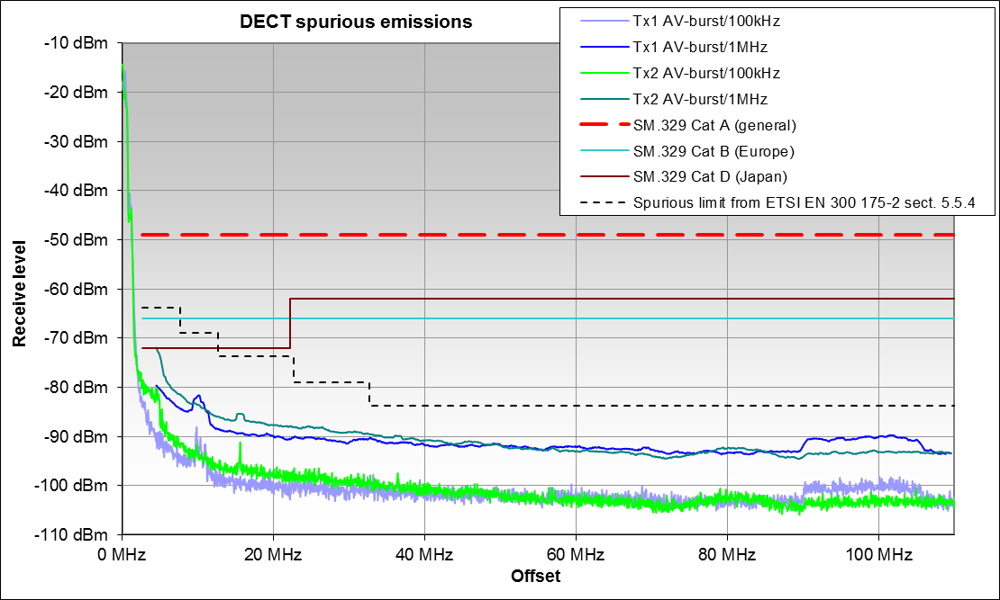 DECT spurious emissions
Tx1 AV-burst/100kHz
Tx1 AV-burst/1MHz
Tx2 AV-burst/100kHz
Tx2 AV-burst/1MHz
SM.329 Cat A (general)
SM.329 Cat B (Europe)
SM.329 Cat D (Japan)
Spurious limit from ETSI EN 300 175-2 sect. 5.5.4
Receive level
-10 dBm
-20 dBm
-30 dBm
-40 dBm
-50 dBm
-60 dBm
-70 dBm
-80 dBm
-90 dBm
-100 dBm
-110 dBm
0 MHz
20 MHz
40 MHz
60 MHz
80 MHz
100 MHz
Offset